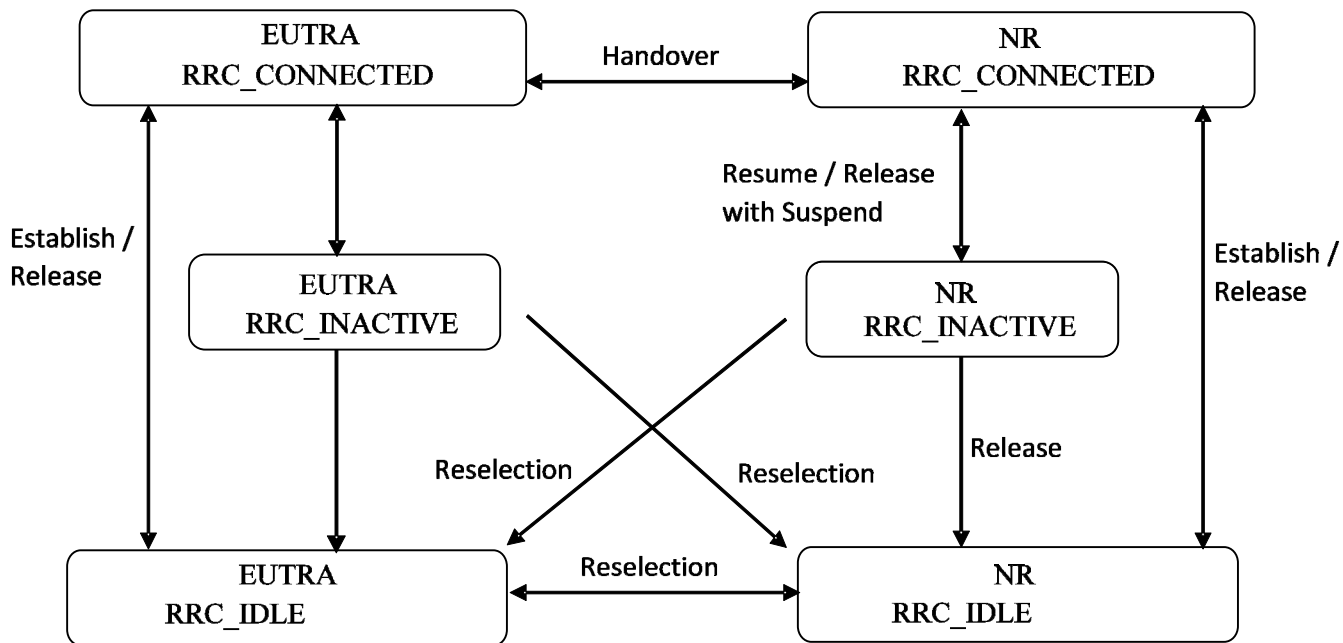 EUTRA
RRC_CONNECTED
Handover
NR
RRC_CONNECTED
Establish /
Release
Resume / Release
with Suspend
Establish /
Release
EUTRA
RRC_INACTIVE
NR
RRC_INACTIVE
Reselection
Reselection
Release
EUTRA
RRC_IDLE
Reselection
NR
RRC_IDLE